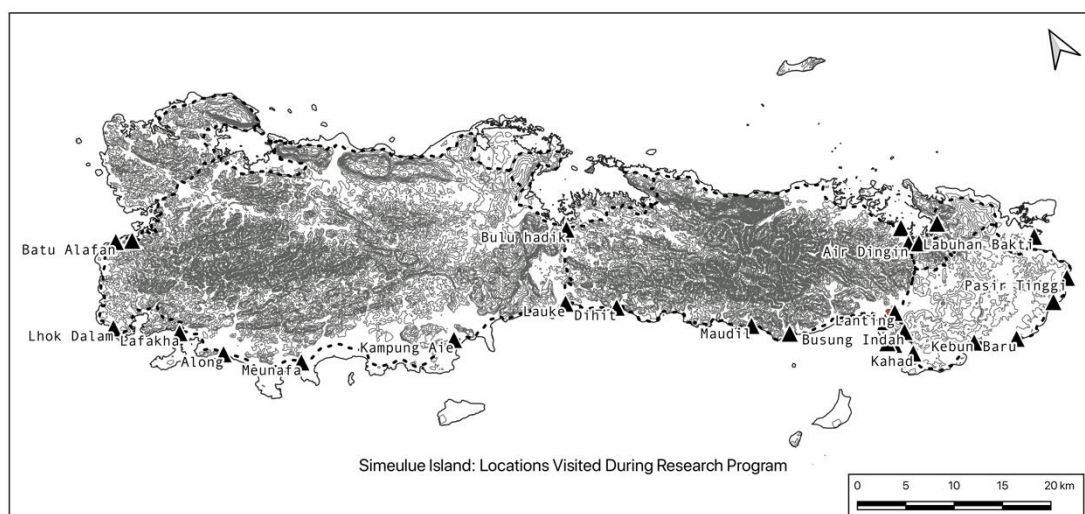 Batu Alafan
Bulu hadik
Air Dingin
Labuhan Bakti
Pasir Tinggi
Lhok Dalam
Lafakha
Along
Meunafa
Kampung Aie
Lauke
Dihit
Maudil
Lanting
Busung Indah
Kahad
Kebun Baru
Simeulue Island: Locations Visited During Research Program
0 5 10 15 20 km